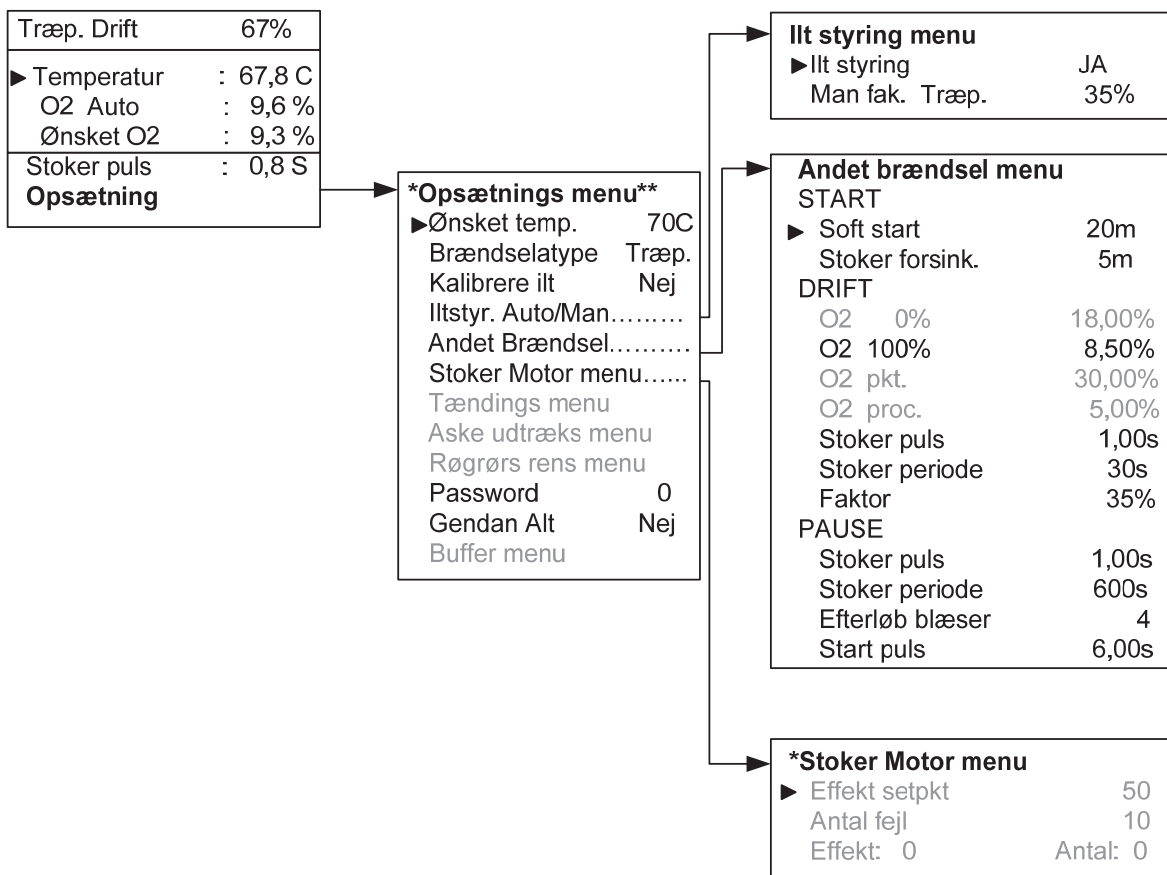 Træp. Drift 67%
▶ Temperatur : 67,8 C
O2 Auto : 9,6 %
Ønsket O2 : 9,3 %
Stoker puls : 0,8 S
Opsætning
*Opsætnings menu**
▶Ønsket temp. 70C
Brændselatype Træp.
Kalibrere ilt Nej
Iltstyr. Auto/Man.........
Andet Brændsel..........
Stoker Motor menu......
Tændings menu
Aske udtræks menu
Røgrørs rens menu
Password 0
Gendan Alt Nej
Buffer menu
Ilt styring menu
▶Ilt styring JA
Man fak. Træp. 35%
Andet brændsel menu
START
▶ Soft start 20m
Stoker forsink. 5m
DRIFT
O2 0% 18,00%
O2 100% 8,50%
O2 pkt. 30,00%
O2 proc. 5,00%
Stoker puls 1,00s
Stoker periode 30s
Faktor 35%
PAUSE
Stoker puls 1,00s
Stoker periode 600s
Efterløb blæser 4
Start puls 6,00s
*Stoker Motor menu
▶ Effekt setpkt 50
Antal fejl 10
Effekt: 0 Antal: 0